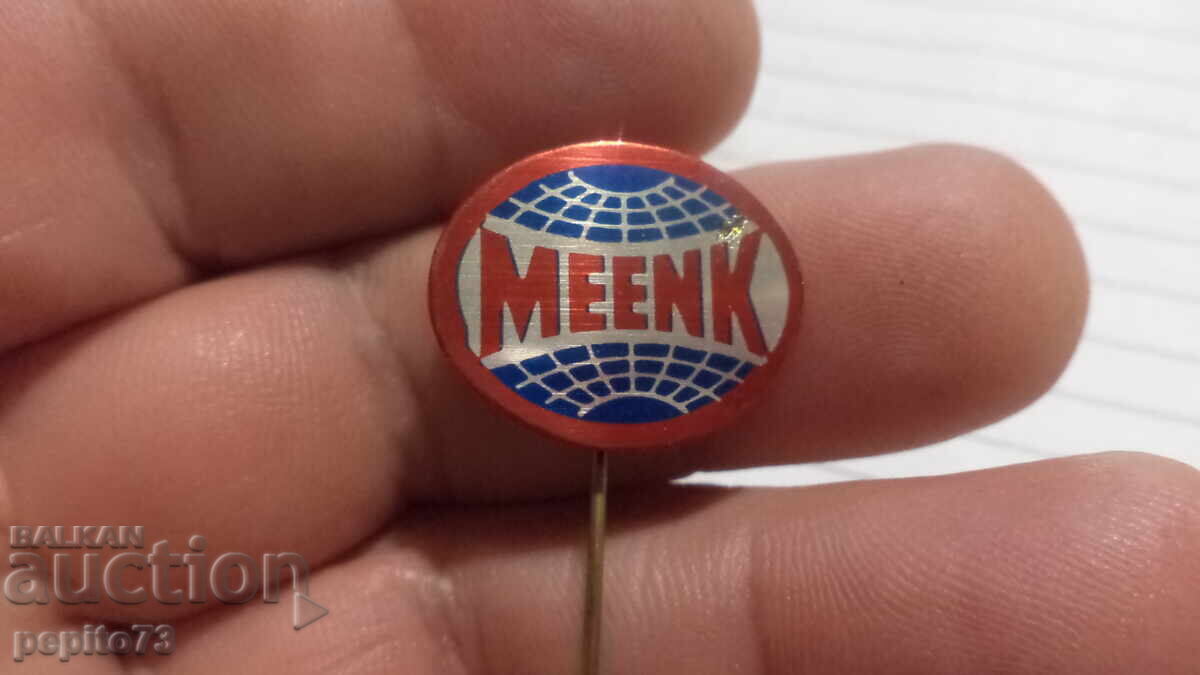 MEENK
BALKAN
auction
pepito73